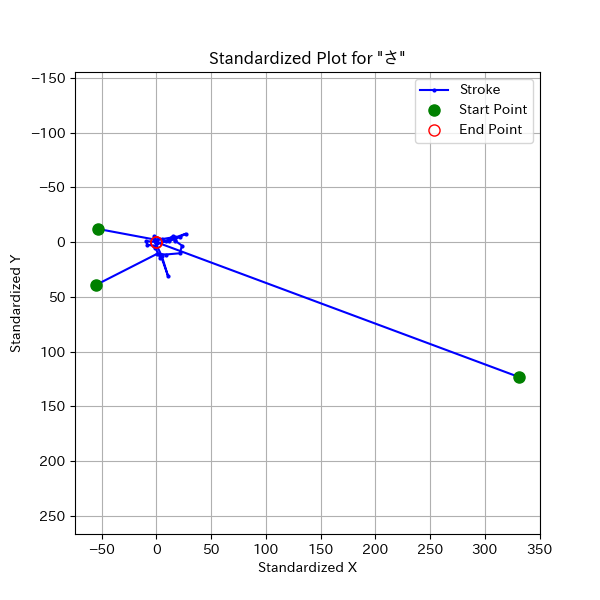 Standardized Plot for "さ"
Stroke
Start Point
End Point
−150
−100
−50
0
50
100
150
200
250
Standardized Y
−50 0 50 100 150 200 250 300 350
Standardized X